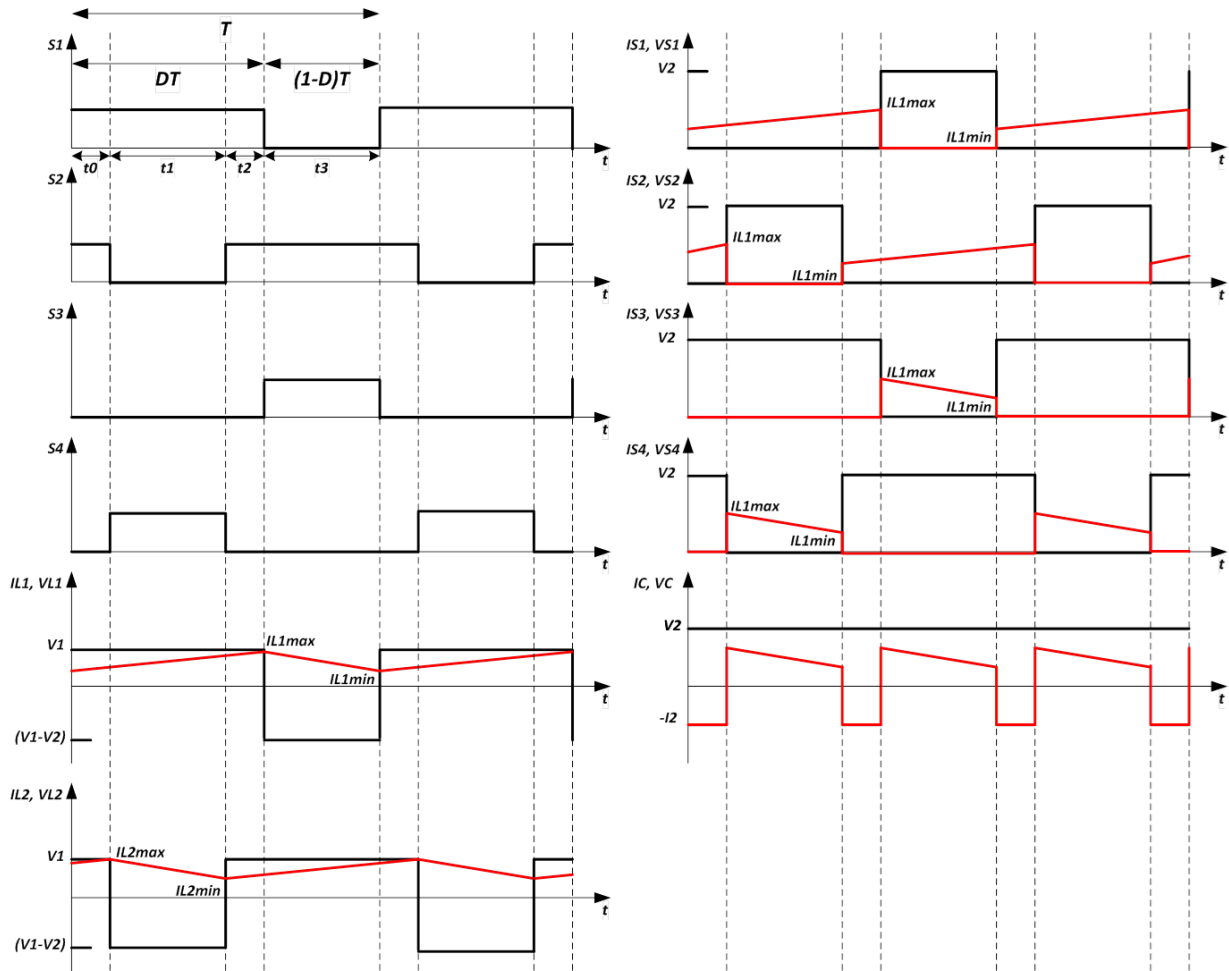 T
S1
DT
(1-D)T
t0
t1
t2
t3
t
S2
t
S3
t
S4
t
IL1, VL1
V1
IL1max
IL1min
t
(V1-V2)
IL2, VL2
V1
IL2max
IL2min
t
(V1-V2)
IS1, VS1
V2
IL1max
IL1min
t
IS2, VS2
V2
IL1max
IL1min
t
IS3, VS3
V2
IL1max
IL1min
t
IS4, VS4
V2
IL1max
IL1min
t
IC, VC
V2
-I2
t